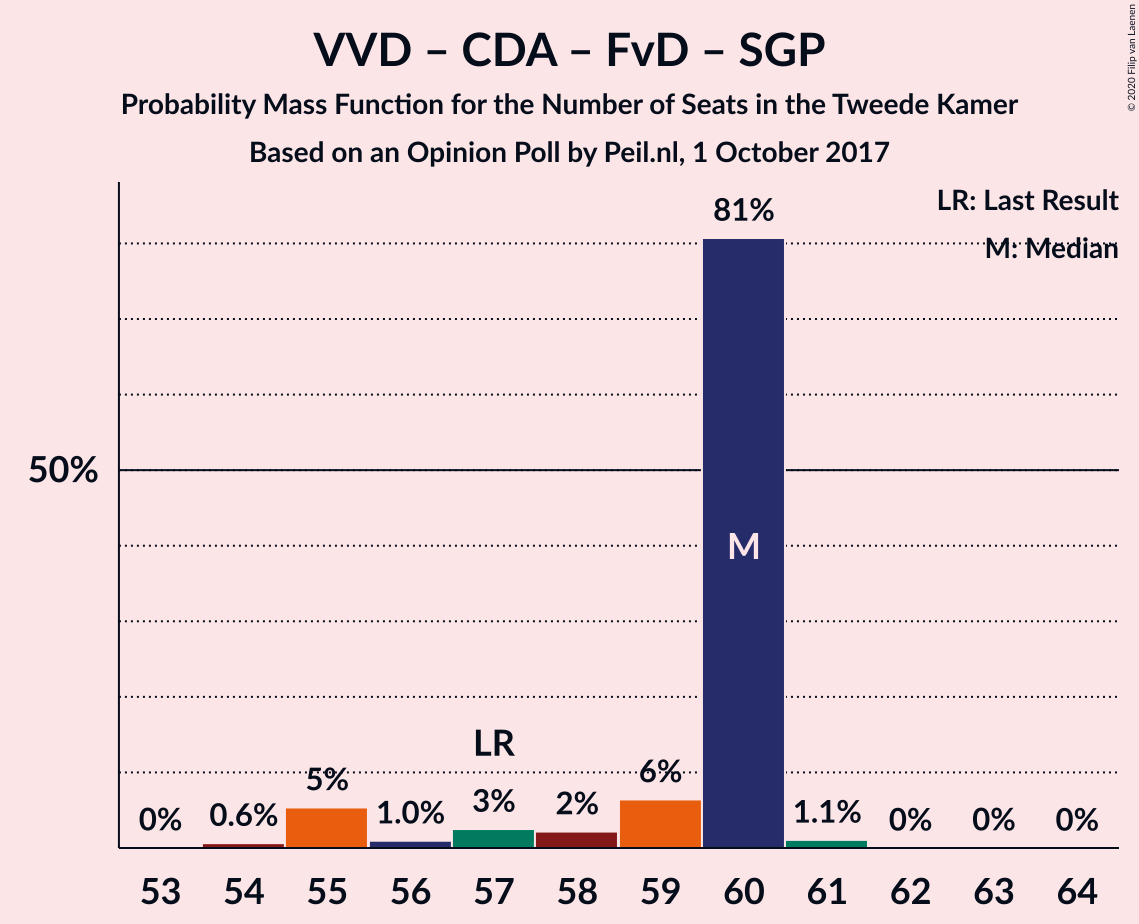 VVD – CDA – FvD – SGP
Probability Mass Function for the Number of Seats in the Tweede Kamer
Based on an Opinion Poll by Peil.nl, 1 October 2017
© 2020 Filip van Laenen
LR: Last Result
M: Median
81%
50%
M
LR
0%
0.6%
5%
1.0%
3%
2%
6%
1.1%
0%
0%
0%
53 54 55 56 57 58 59 60 61 62 63 64